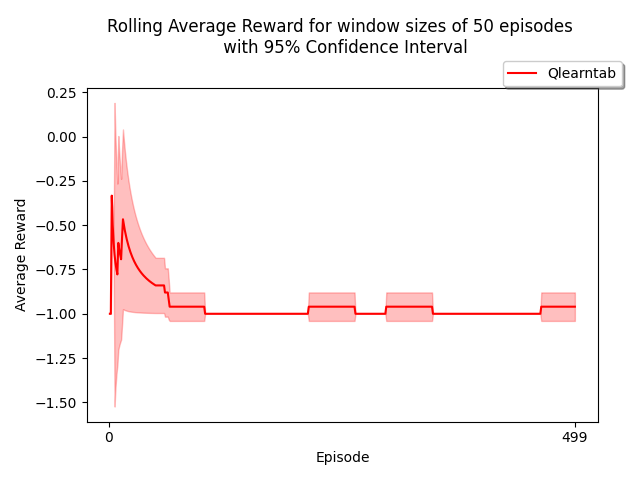 Rolling Average Reward for window sizes of 50 episodes
with 95% Confidence Interval
Qlearntab
0.25
0.00
−0.25
−0.50
−0.75
−1.00
−1.25
−1.50
Average Reward
0
499
Episode